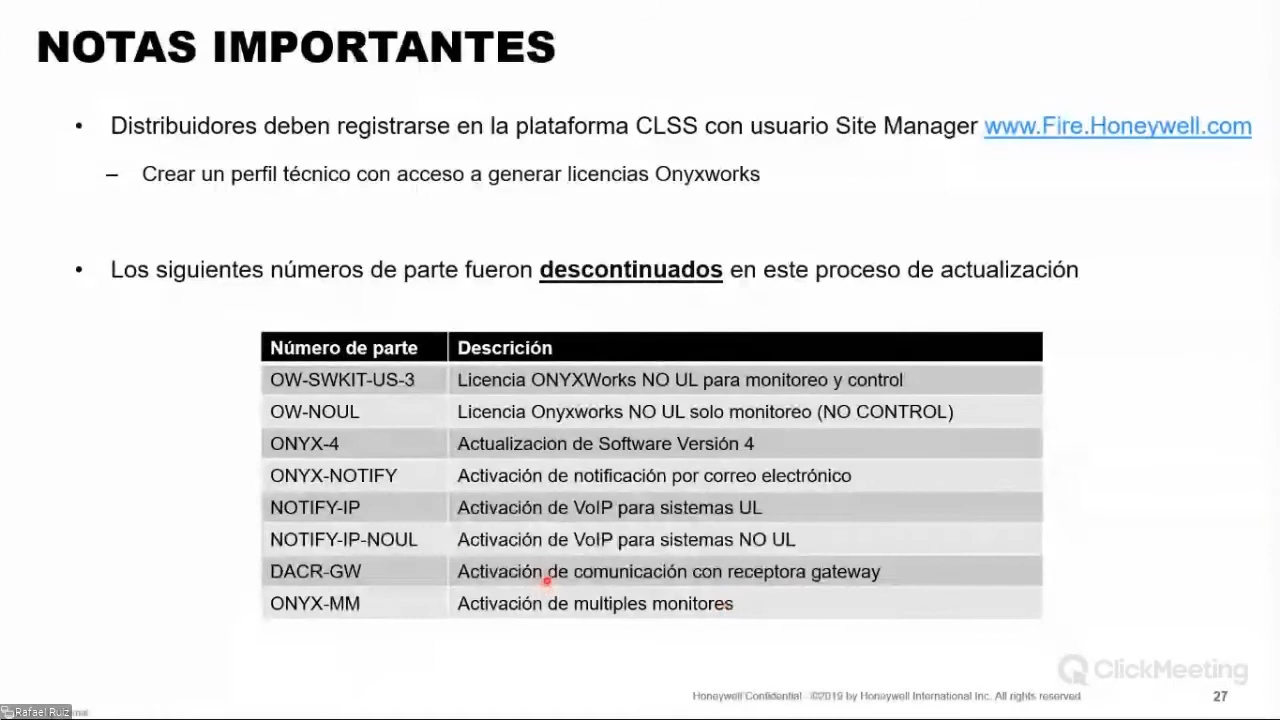 NOTAS IMPORTANTES
• Distribuidores deben registrarse en la plataforma CLSS con usuario Site Manager www.Fire.Honeywell.com
– Crear un perfil técnico con acceso a generar licencias Onyxworks
• Los siguientes números de parte fueron descontinuados en este proceso de actualización
Número de parte Descrición
OW-SWKIT-US-3 Licencia ONYXWorks NO UL para monitoreo y control
OW-NOUL Licencia Onyxworks NO UL solo monitoreo (NO CONTROL)
ONYX-4 Actualizacion de Software Versión 4
ONYX-NOTIFY Activación de notificación por correo electrónico
NOTIFY-IP Activación de VoIP para sistemas UL
NOTIFY-IP-NOUL Activación de VoIP para sistemas NO UL
DACR-GW Activación de comunicación con receptora gateway
ONYX-MM Activación de multiples monitores
ClickMeeting
Honeywell Confidential ©2019 by Honeywell International Inc. All rights reserved
27
Rafael Ruiz